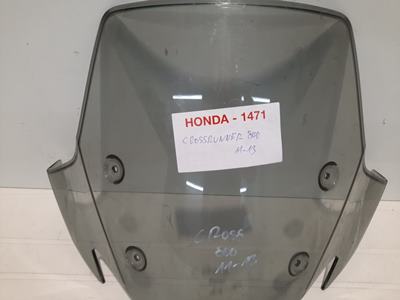 HONDA - 1471
CROSSRUNNER 800
11-13
CROSS
800
11-13